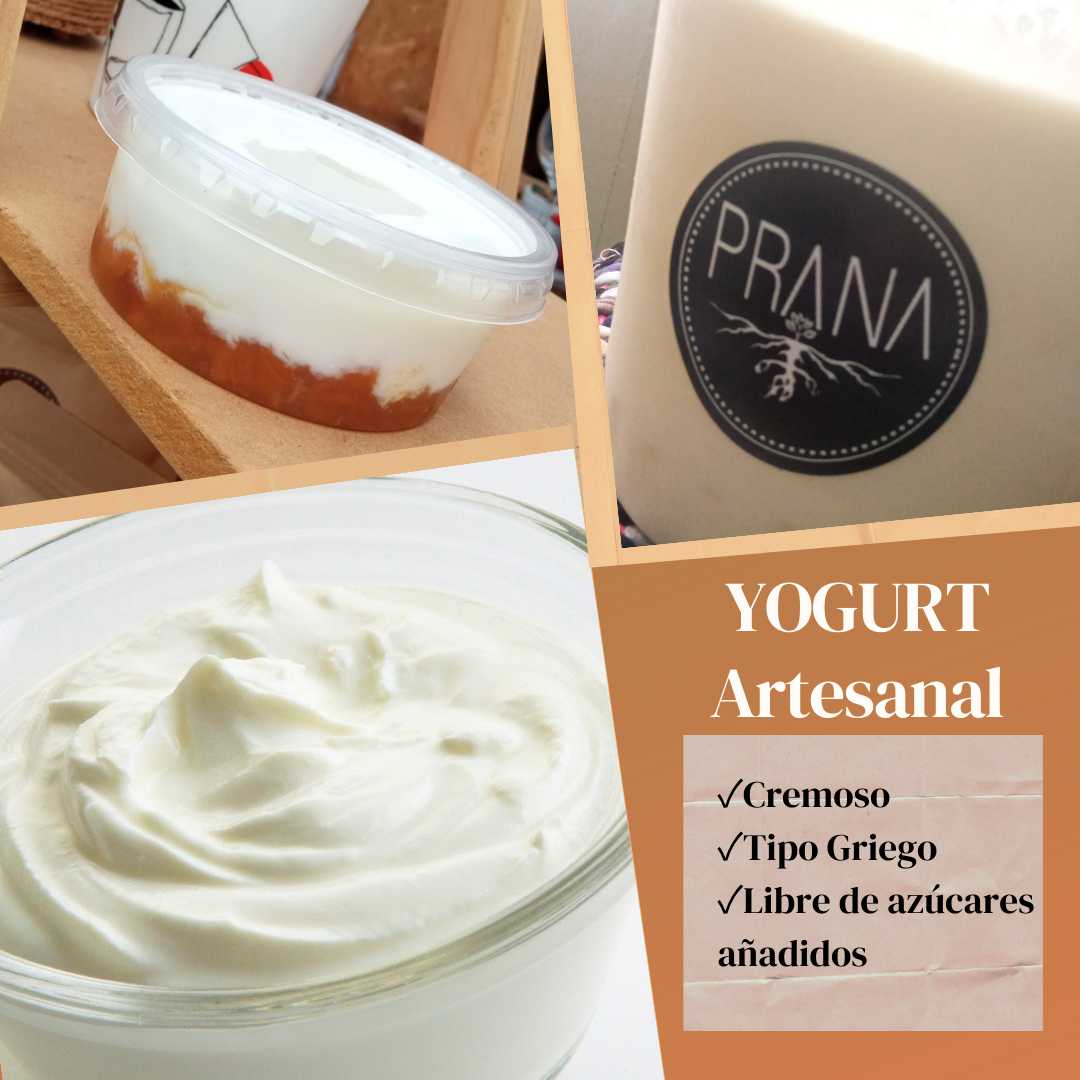 PRANA
YOGURT
Artesanal
✓Cremoso
✓Tipo Griego
✓Libre de azúcares
añadidos